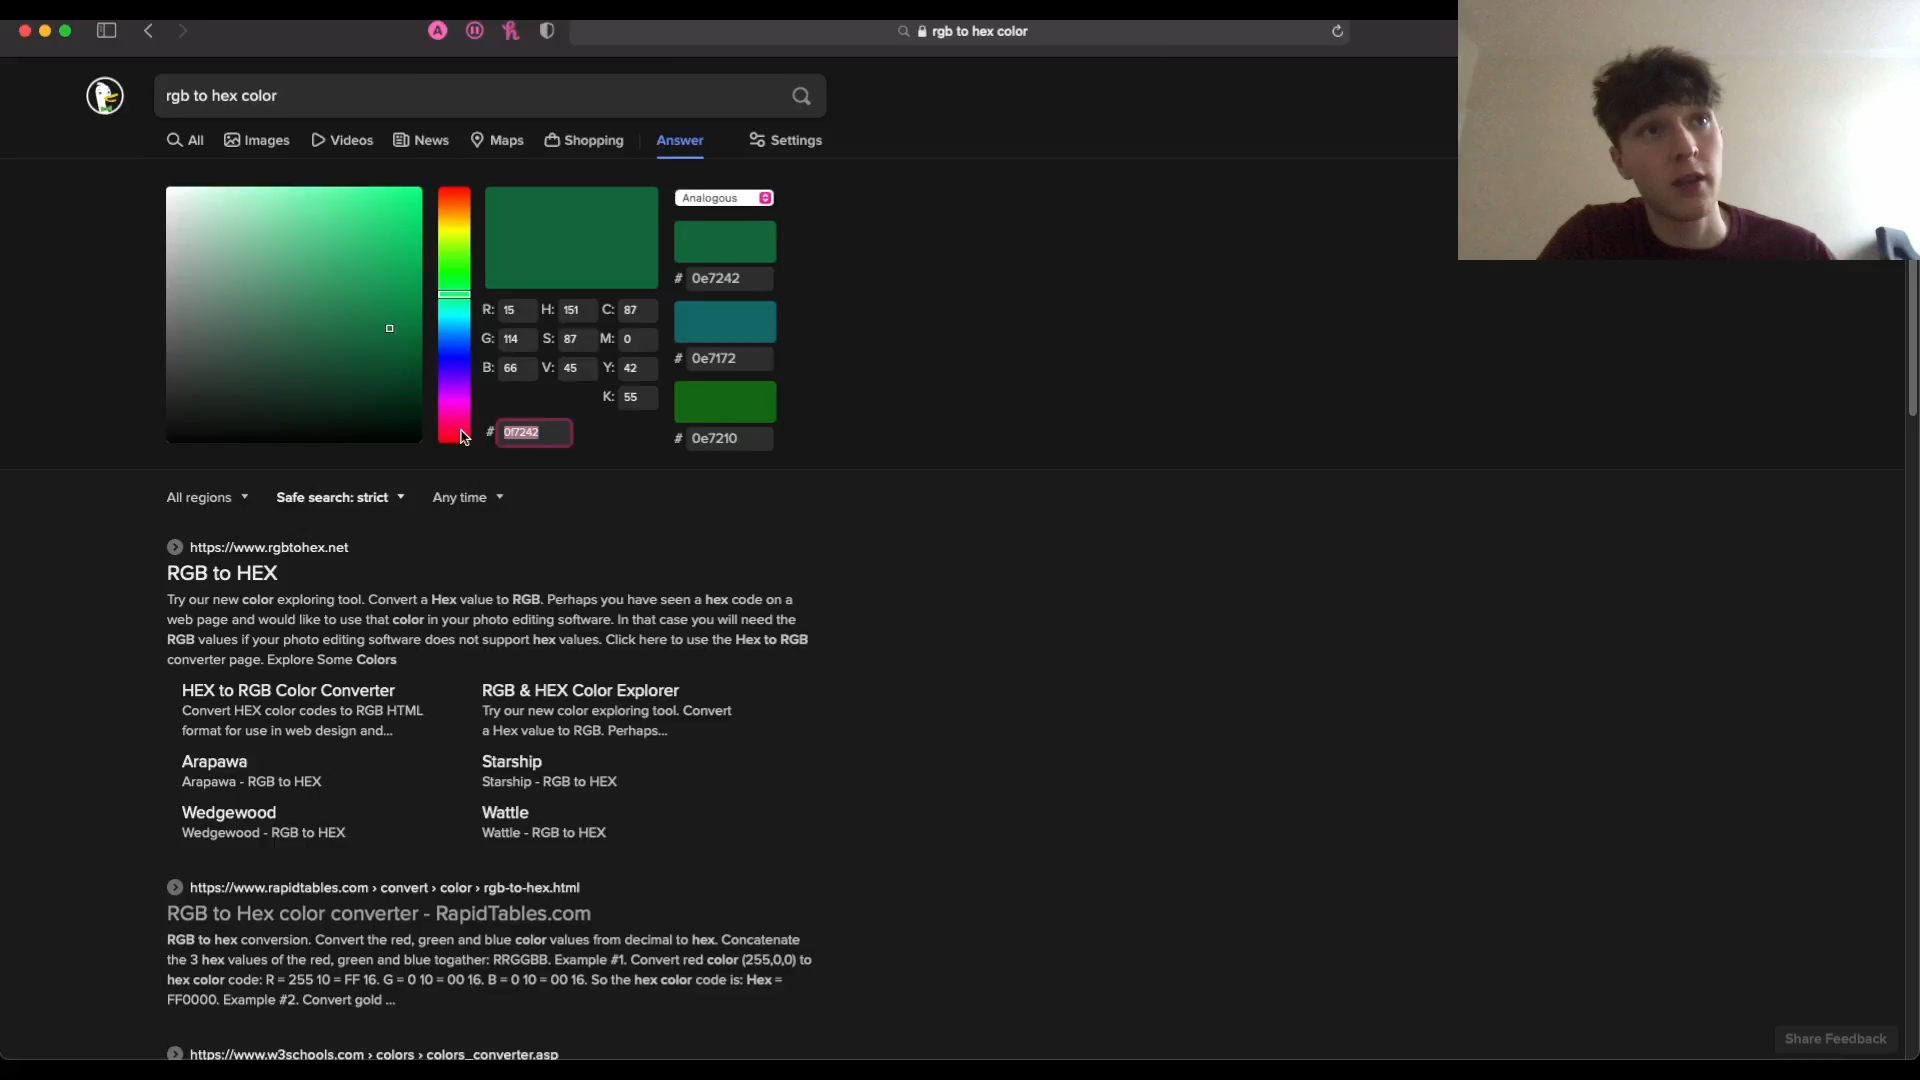 rgb to hex color
rgb to hex color
All Images Videos News Maps Shopping Answer Settings
Analogous
R: 15 H: 151 C: 87
G: 114 S: 87 M: 0
B: 66 V: 45 Y: 42
K: 55
# 0f7242
# 0e7242
# 0e7172
# 0e7210
All regions Safe search: strict Any time
https://www.rgbtohex.net
RGB to HEX
Try our new color exploring tool. Convert a Hex value to RGB. Perhaps you have seen a hex code on a
web page and would like to use that color in your photo editing software. In that case you will need the
RGB values if your photo editing software does not support hex values. Click here to use the Hex to RGB
converter page. Explore Some Colors
HEX to RGB Color Converter
Convert HEX color codes to RGB HTML
format for use in web design and...
RGB & HEX Color Explorer
Try our new color exploring tool. Convert
a Hex value to RGB. Perhaps...
Arapawa
Arapawa - RGB to HEX
Starship
Starship - RGB to HEX
Wedgewood
Wedgewood - RGB to HEX
Wattle
Wattle - RGB to HEX
https://www.rapidtables.com › convert › color › rgb-to-hex.html
RGB to Hex color converter - RapidTables.com
RGB to hex conversion. Convert the red, green and blue color values from decimal to hex. Concatenate
the 3 hex values of the red, green and blue togather: RRGGBB. Example #1. Convert red color (255,0,0) to
hex color code: R = 255 10 = FF 16. G = 0 10 = 00 16. B = 0 10 = 00 16. So the hex color code is: Hex =
FF0000. Example #2. Convert gold ...
https://www.w3schools.com › colors › colors_converter.asp
Share Feedback